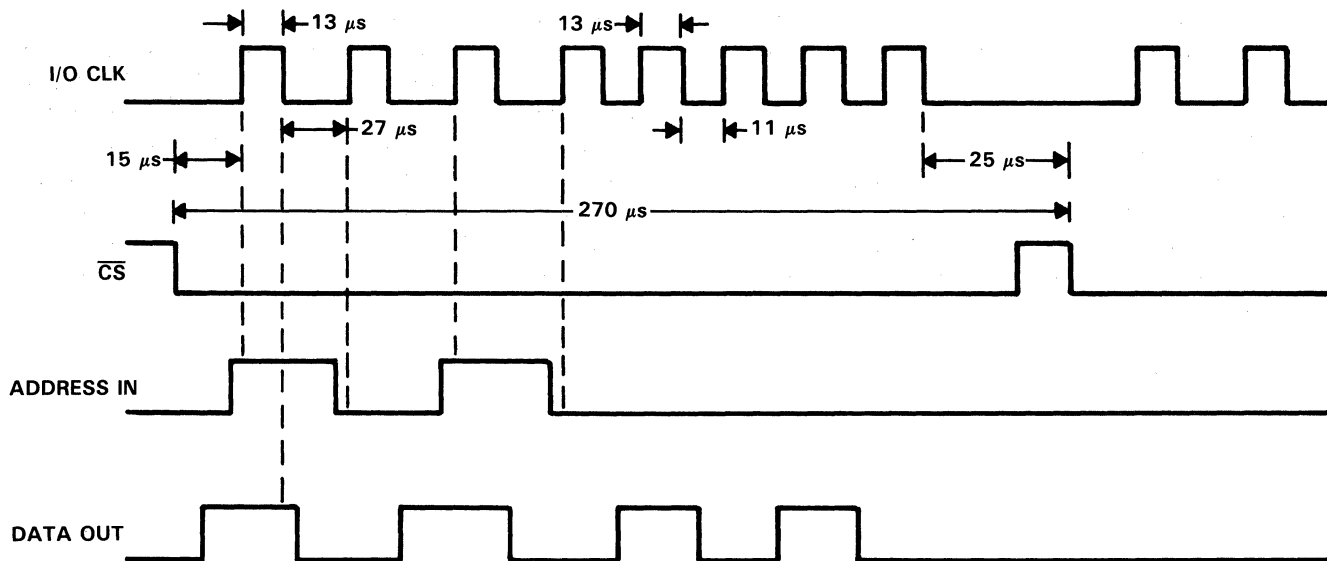 13 μs
13 μs
I/O CLK
27 μs
11 μs
15 μs
25 μs
270 μs
CS
ADDRESS IN
DATA OUT